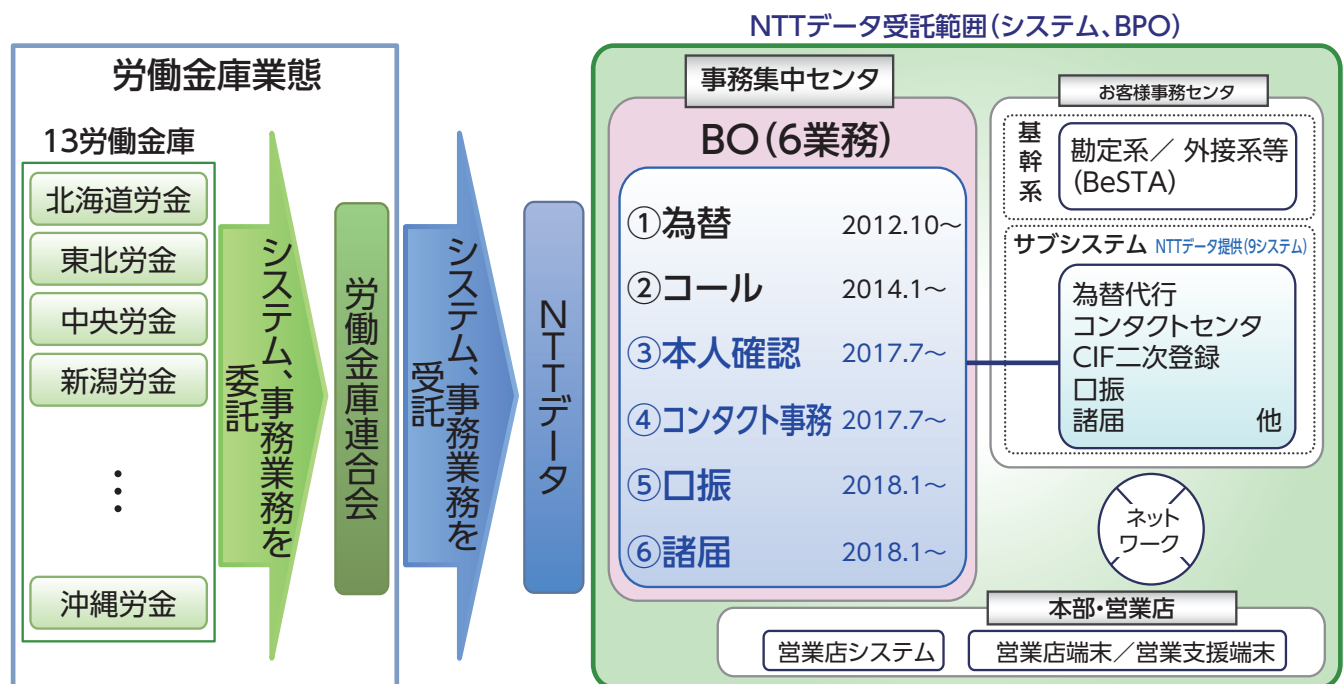 NTTデータ受託範囲(システム、BPO)
労働金庫業態
13労働金庫
北海道労金
東北労金
中央労金
新潟労金
⋮
沖縄労金
システム、事務業務を
委託
労働金庫連合会
システム、事務業務を
受託
NTTデータ
事務集中センタ
BO(6業務)
①為替 2012.10～
②コール 2014.1～
③本人確認 2017.7～
④コンタクト事務 2017.7～
⑤口振 2018.1～
⑥諸届 2018.1～
お客様事務センタ
基幹系
勘定系／外接系等
(BeSTA)
サブシステム NTTデータ提供(9システム)
為替代行
コンタクトセンタ
CIF二次登録
口振
諸届 他
ネット
ワーク
本部・営業店
営業店システム
営業店端末／営業支援端末